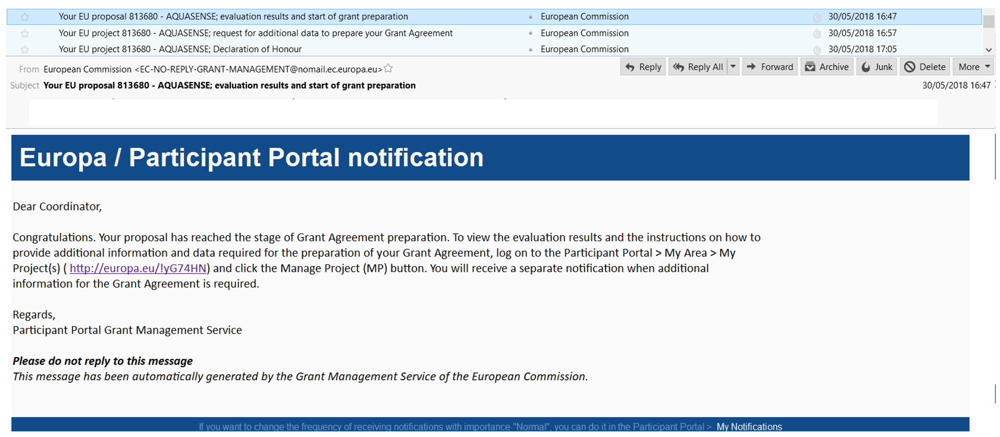 Your EU proposal 813680 - AQUASENSE; evaluation results and start of grant preparation European Commission 30/05/2018 16:47
Your EU project 813680 - AQUASENSE; request for additional data to prepare your Grant Agreement European Commission 30/05/2018 16:57
Your EU project 813680 - AQUASENSE; Declaration of Honour European Commission 30/05/2018 17:05
From European Commission <EC-NO-REPLY-GRANT-MANAGEMENT@nomail.ec.europa.eu> Reply Reply All Forward Archive Junk Delete More
Subject Your EU proposal 813680 - AQUASENSE; evaluation results and start of grant preparation 30/05/2018 16:47
Europa / Participant Portal notification
Dear Coordinator,
Congratulations. Your proposal has reached the stage of Grant Agreement preparation. To view the evaluation results and the instructions on how to
provide additional information and data required for the preparation of your Grant Agreement, log on to the Participant Portal > My Area > My
Project(s) ( http://europa.eu/!yG74HN) and click the Manage Project (MP) button. You will receive a separate notification when additional
information for the Grant Agreement is required.
Regards,
Participant Portal Grant Management Service
Please do not reply to this message
This message has been automatically generated by the Grant Management Service of the European Commission.
If you want to change the frequency of receiving notifications with importance "Normal", you can do it in the Participant Portal > My Notifications